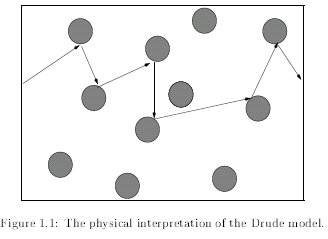 Figure 1.1: The physical interpretation of the Drude model.